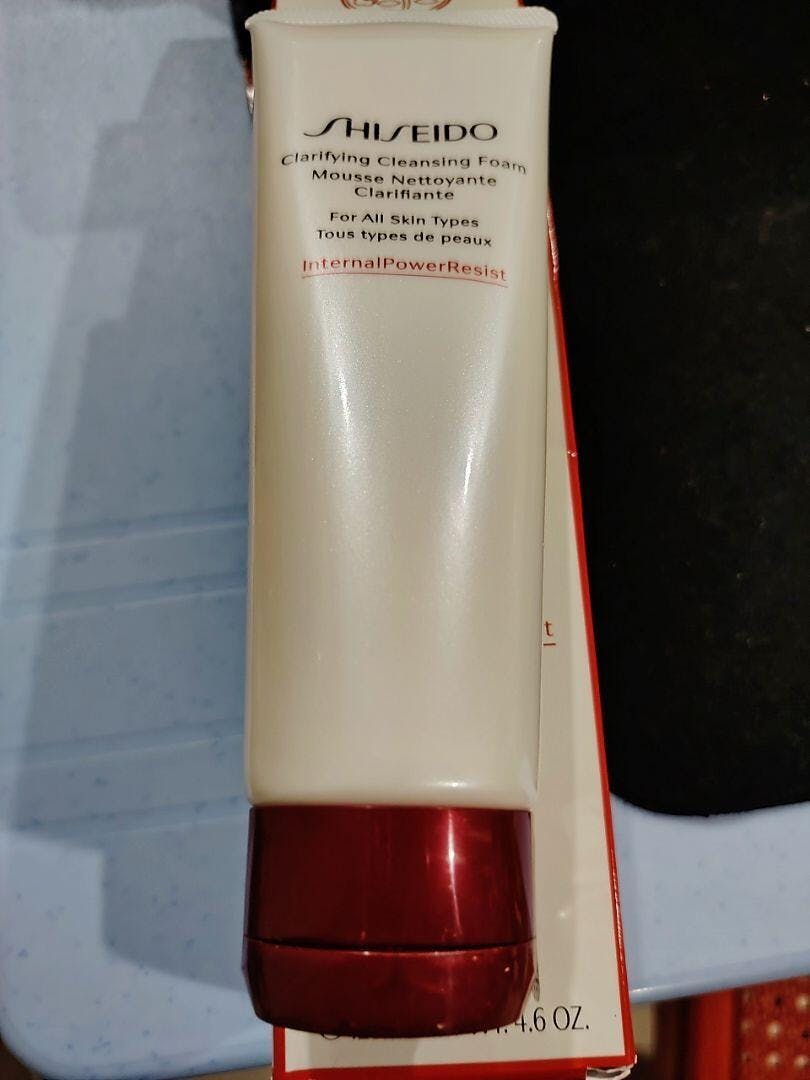 SHISEIDO
Clarifying Cleansing Foam
Mousse Nettoyante
Clarifiante
For All Skin Types
Tous types de peaux
InternalPowerResist
t
4.6 OZ.